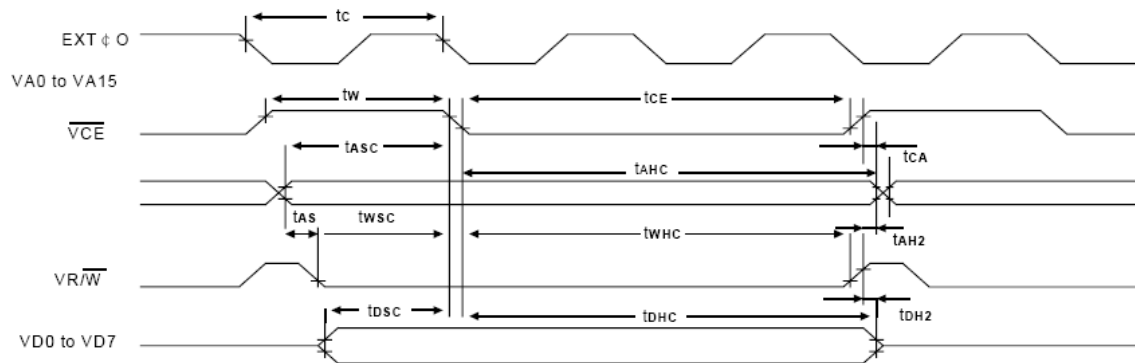 tC
EXT ¢ O
VA0 to VA15
tW
tCE
VCE
tASC
tCA
tAHC
tAS
tWSC
tWHC
tAH2
VR/W
tDSC
tDHC
tDH2
VD0 to VD7